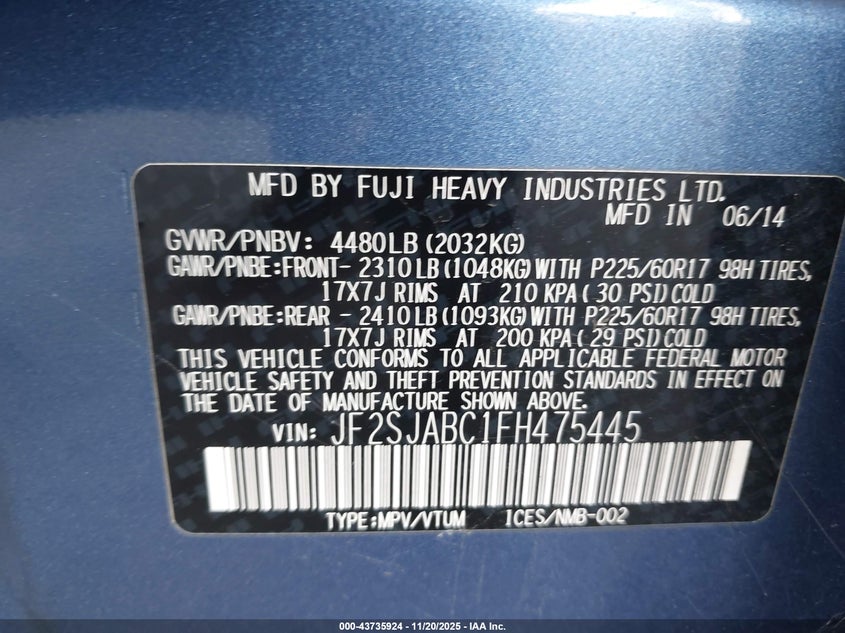 MFD BY FUJI HEAVY INDUSTRIES LTD.
MFD IN 06/14
GVWR/PNBV: 4480LB (2032KG)
GAWR/PNBE:FRONT- 2310LB (1048KG) WITH P225/60R17 98H TIRES,
17X7J RIMS AT 210 KPA ( 30 PSI) COLD
GAWR/PNBE:REAR - 2410LB (1093KG) WITH P225/60R17 98H TIRES,
17X7J RIMS AT 200 KPA ( 29 PSI) COLD
THIS VEHICLE CONFORMS TO ALL APPLICABLE FEDERAL MOTOR
VEHICLE SAFETY AND THEFT PREVENTION STANDARDS IN EFFECT ON
THE DATE OF MANUFACTURE SHOWN ABOVE.
VIN: JF2SJABC1FH475445
TYPE:MPV/VTUM ICES/NMB-002
000-43735924 - 11/20/2025 - IAA Inc.